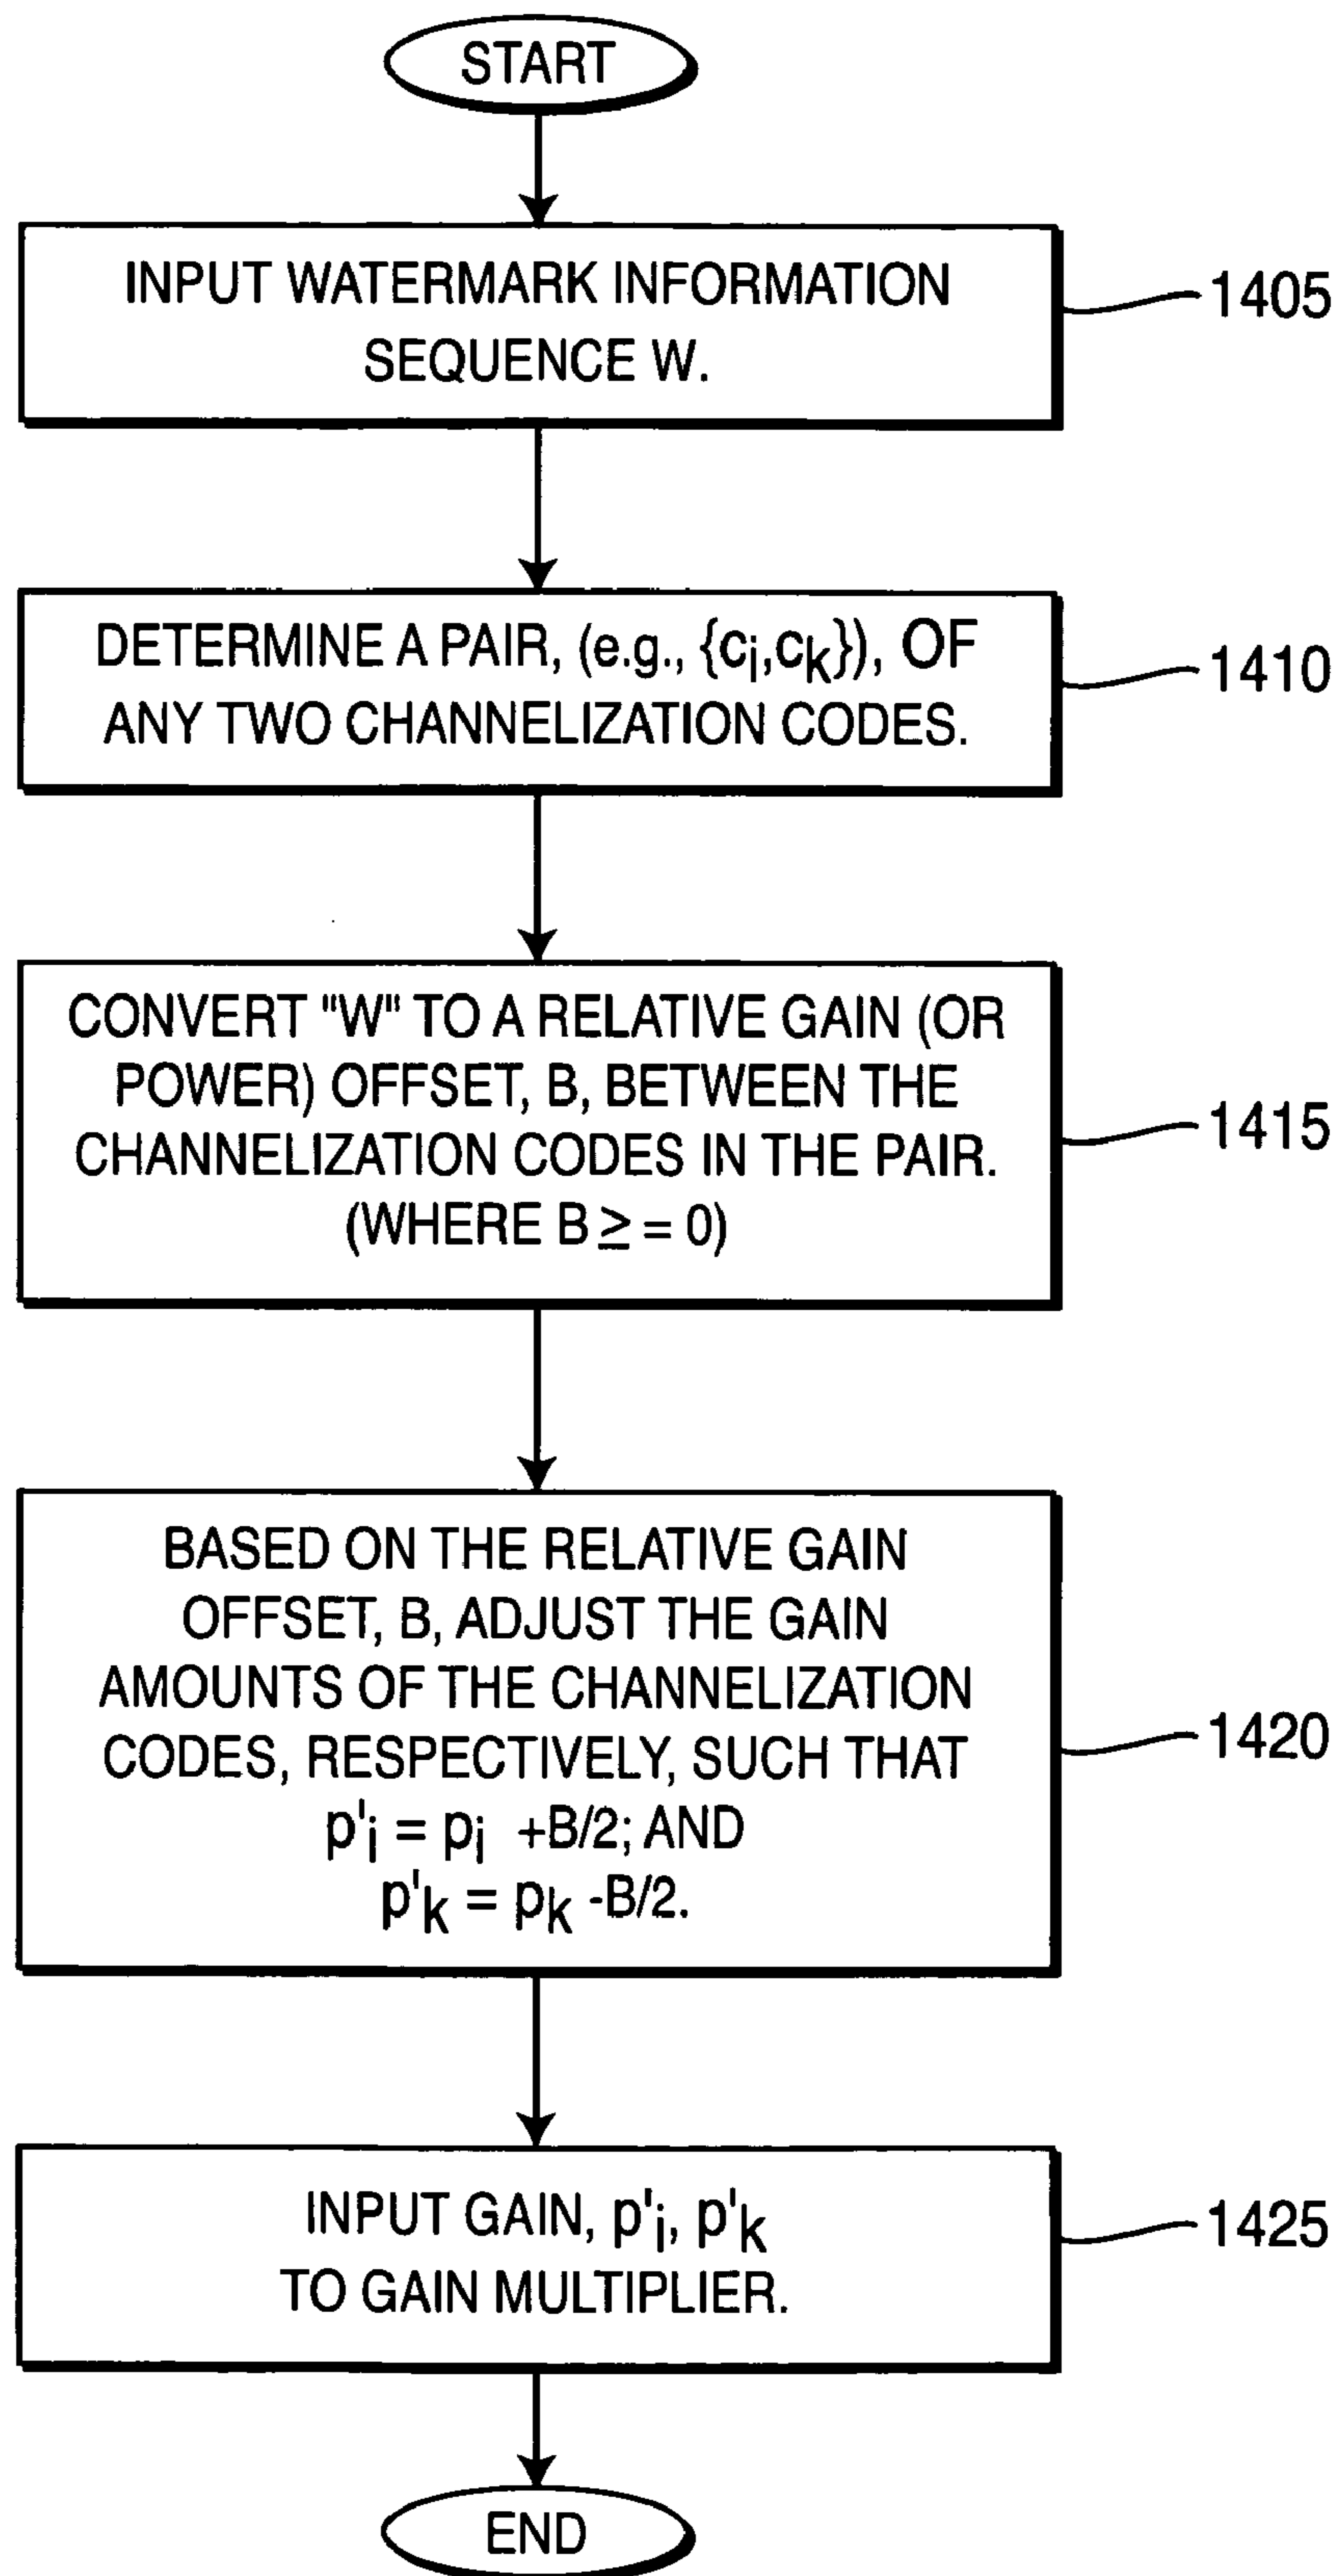 START
INPUT WATERMARK INFORMATION
SEQUENCE W.
1405
DETERMINE A PAIR, (e.g., {ci,ck}), OF
ANY TWO CHANNELIZATION CODES.
1410
CONVERT "W" TO A RELATIVE GAIN (OR
POWER) OFFSET, B, BETWEEN THE
CHANNELIZATION CODES IN THE PAIR.
(WHERE B ≥ = 0)
1415
BASED ON THE RELATIVE GAIN
OFFSET, B, ADJUST THE GAIN
AMOUNTS OF THE CHANNELIZATION
CODES, RESPECTIVELY, SUCH THAT
p'i = pi +B/2; AND
p'k = pk -B/2.
1420
INPUT GAIN, p'i, p'k
TO GAIN MULTIPLIER.
1425
END